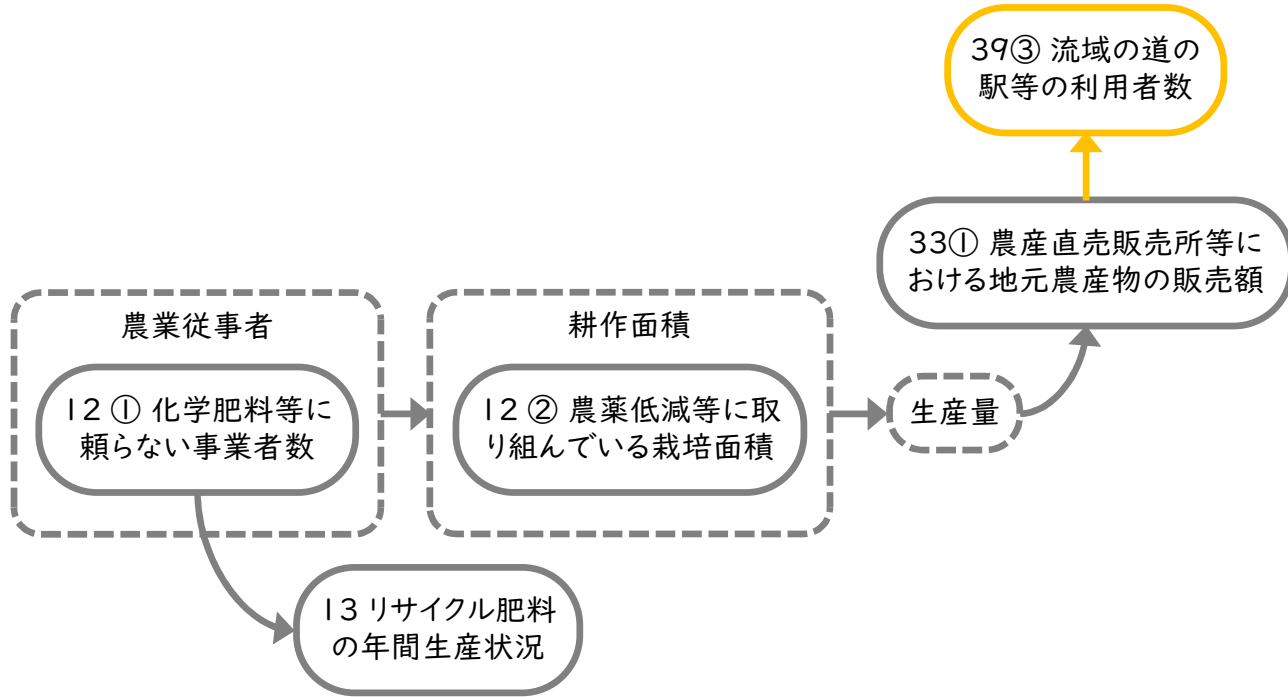 39③ 流域の道の
駅等の利用者数
33① 農産直売販売所等に
おける地元農産物の販売額
農業従事者
耕作面積
12 ① 化学肥料等に
頼らない事業者数
12 ② 農薬低減等に取
り組んでいる栽培面積
生産量
13 リサイクル肥料
の年間生産状況